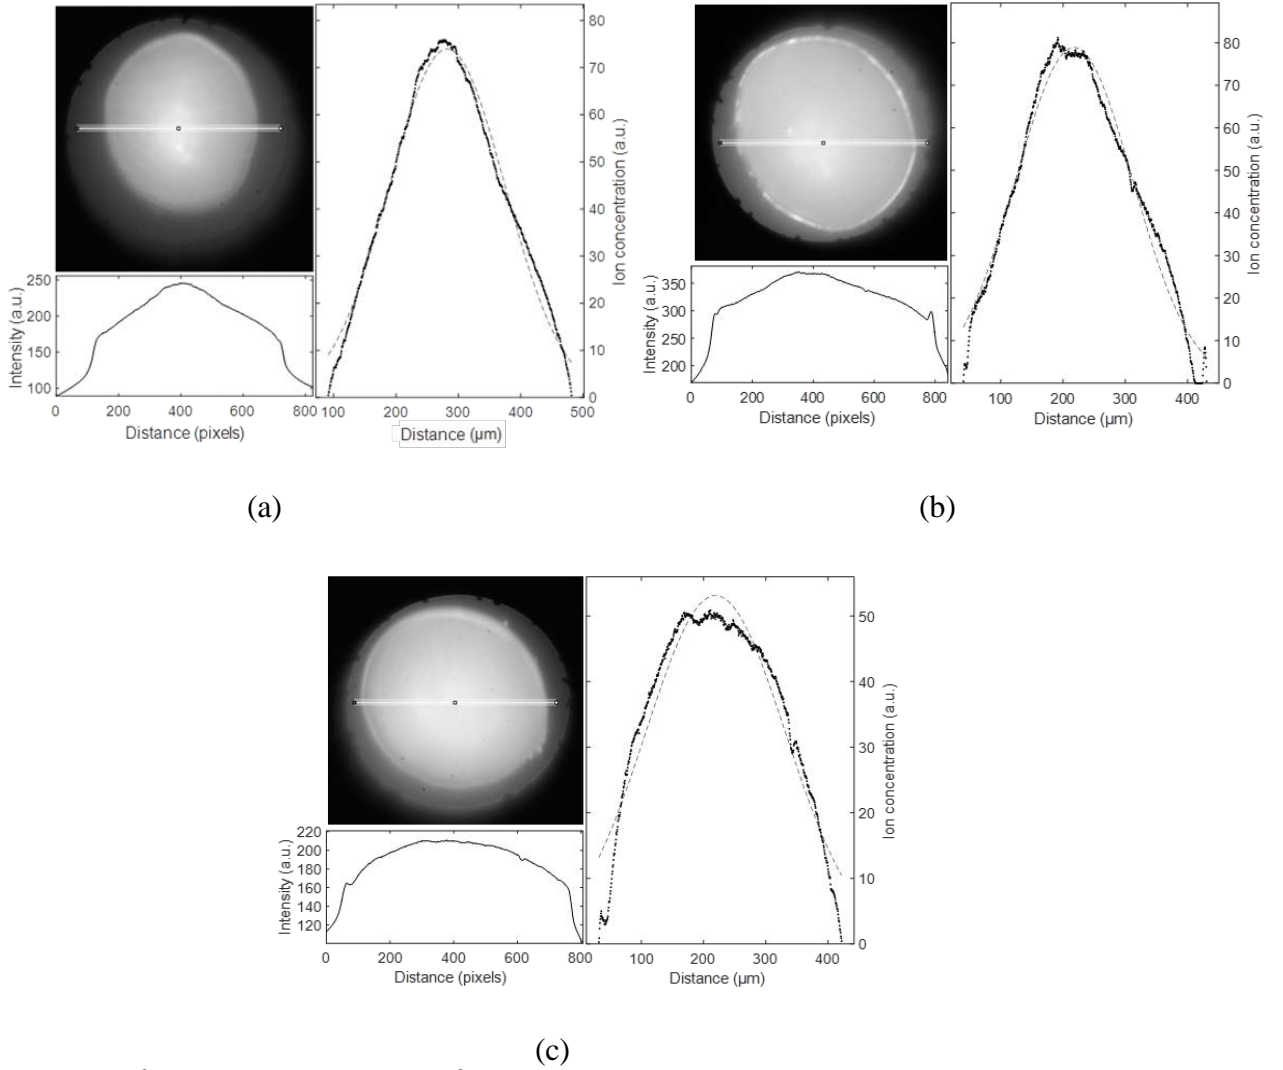 80
70
60
50
40
30
20
10
0
Ion concentration (a.u.)
100 200 300 400 500
Distance (µm)
250
200
150
100
Intensity (a.u.)
0 200 400 600 800
Distance (pixels)
(a)
80
70
60
50
40
30
20
10
0
Ion concentration (a.u.)
100 200 300 400
Distance (µm)
350
300
250
200
Intensity (a.u.)
0 200 400 600 800
Distance (pixels)
(b)
50
40
30
20
10
0
Ion concentration (a.u.)
100 200 300 400
Distance (µm)
220
200
180
160
140
120
Intensity (a.u.)
0 200 400 600 800
Distance (pixels)
(c)